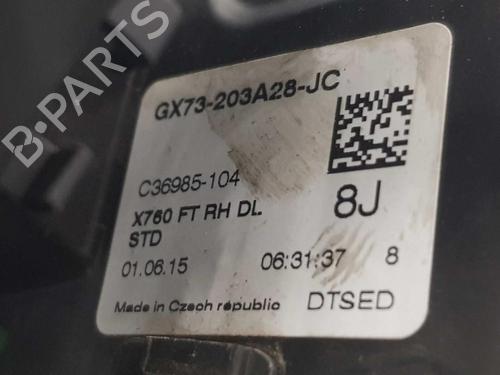 GX73-203A28-JC
C36985-104
X760 FT RH DL
8J
STD
01.06.15 06:31:37 8
Made in Czech republic DTSED
B-PARTS